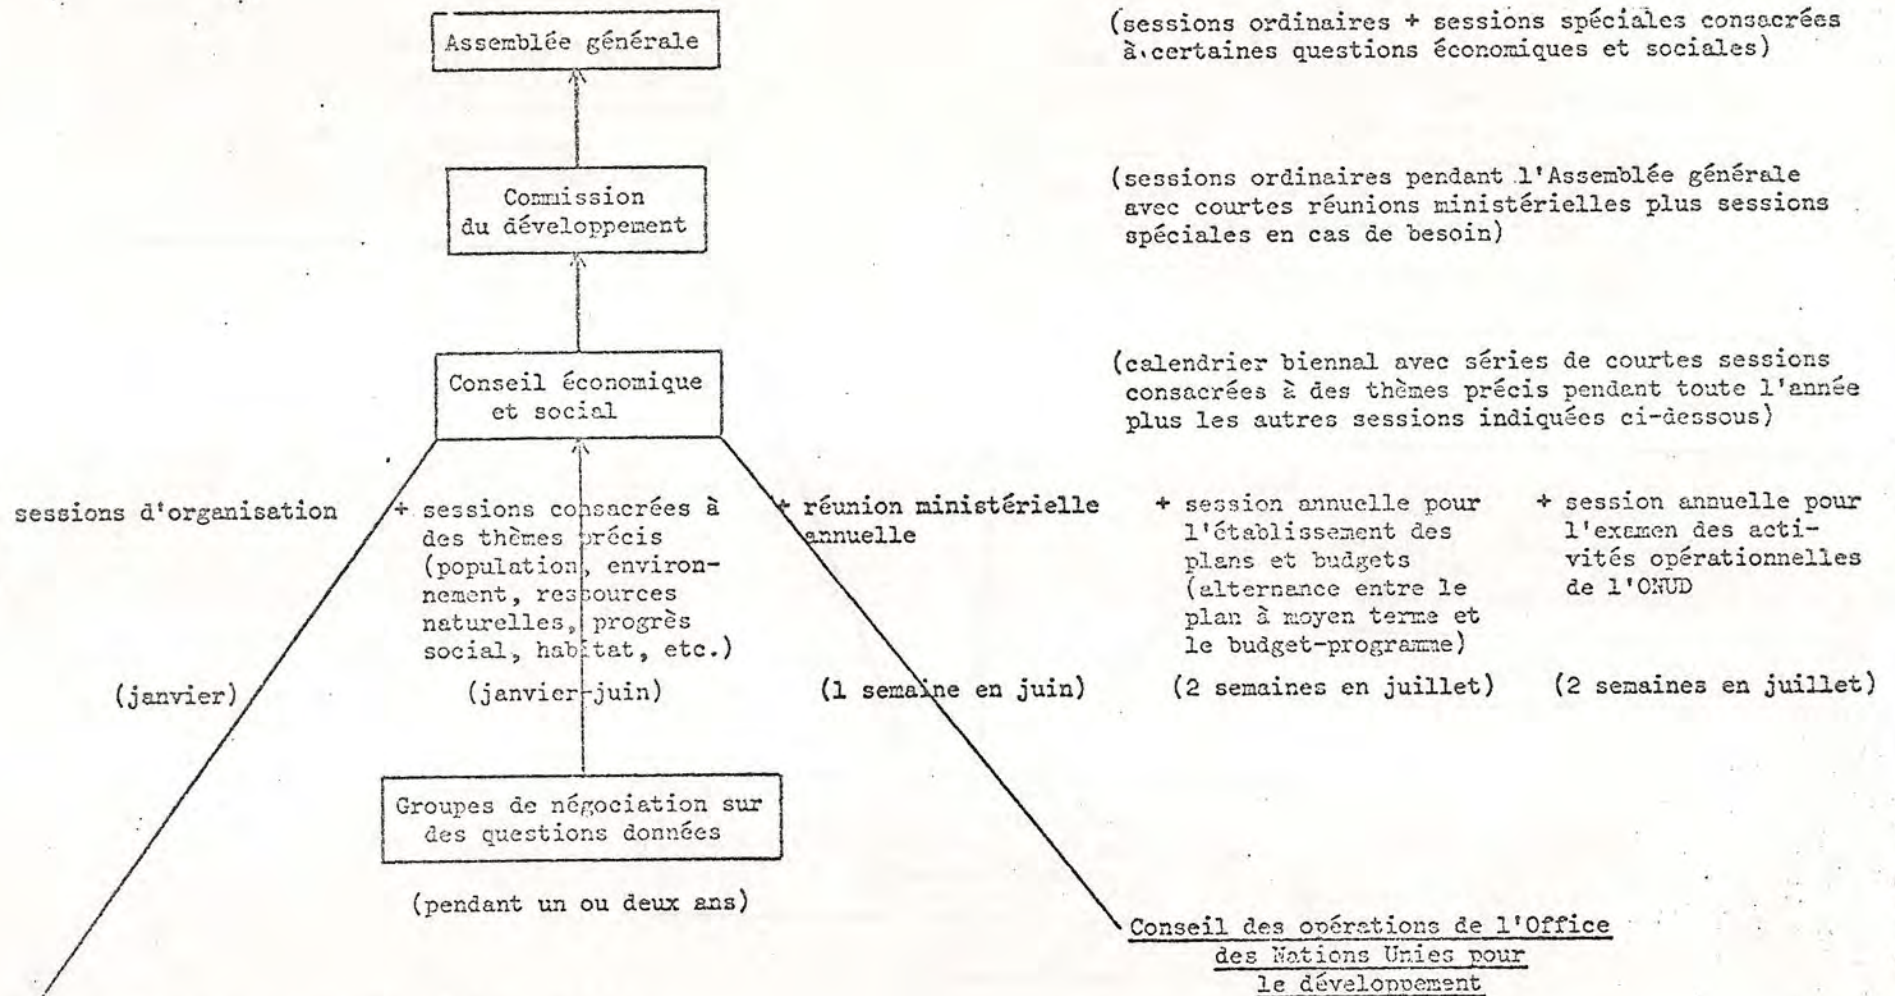 Assemblée générale
(sessions ordinaires + sessions spéciales consacrées
à certaines questions économiques et sociales)
Commission
du développement
(sessions ordinaires pendant l'Assemblée générale
avec courtes réunions ministérielles plus sessions
spéciales en cas de besoin)
Conseil économique
et social
(calendrier biennal avec séries de courtes sessions
consacrées à des thèmes précis pendant toute l'année
plus les autres sessions indiquées ci-dessous)
sessions d'organisation
(janvier)
+ sessions consacrées à
des thèmes précis
(population, environ-
nement, ressources
naturelles, progrès
social, habitat, etc.)
(janvier-juin)
+ réunion ministérielle
annuelle
(1 semaine en juin)
+ session annuelle pour
l'établissement des
plans et budgets
(alternance entre le
plan à moyen terme et
le budget-programme)
(2 semaines en juillet)
+ session annuelle pour
l'examen des acti-
vités opérationnelles
de l'ONUD
(2 semaines en juillet)
Groupes de négociation sur
des questions données
(pendant un ou deux ans)
Conseil des opérations de l'Office
des Nations Unies pour
le développement